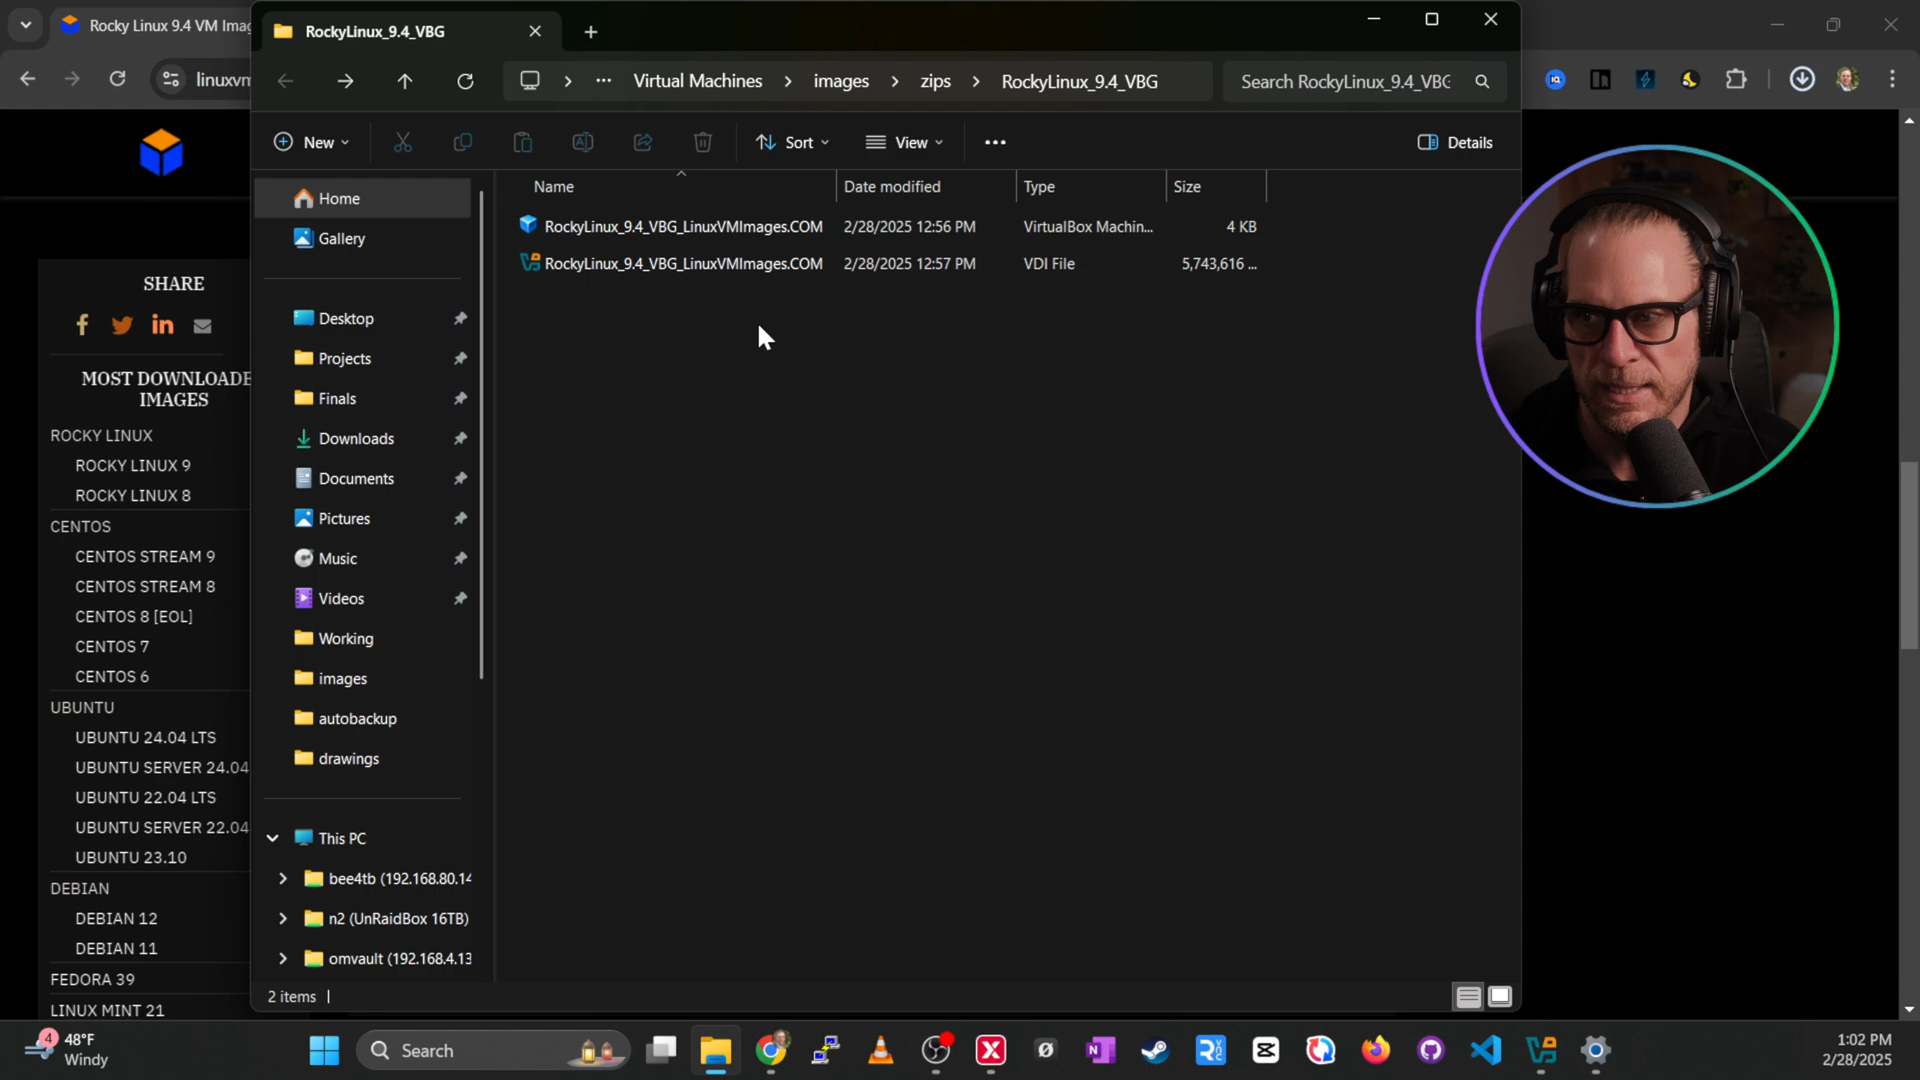 Rocky Linux 9.4 VM Imag
linuxvm
RockyLinux_9.4_VBG
Virtual Machines
images
zips
RockyLinux_9.4_VBG
Search RockyLinux_9.4_VBG
New
Sort
View
Details
Name
Date modified
Type
Size
RockyLinux_9.4_VBG_LinuxVMImages.COM 2/28/2025 12:56 PM VirtualBox Machin... 4 KB
RockyLinux_9.4_VBG_LinuxVMImages.COM 2/28/2025 12:57 PM VDI File 5,743,616 ...
Home
Gallery
Desktop
Projects
Finals
Downloads
Documents
Pictures
Music
Videos
Working
images
autobackup
drawings
This PC
bee4tb (192.168.80.14
n2 (UnRaidBox 16TB)
omvault (192.168.4.13
2 items
SHARE
MOST DOWNLOADE
IMAGES
ROCKY LINUX
ROCKY LINUX 9
ROCKY LINUX 8
CENTOS
CENTOS STREAM 9
CENTOS STREAM 8
CENTOS 8 [EOL]
CENTOS 7
CENTOS 6
UBUNTU
UBUNTU 24.04 LTS
UBUNTU SERVER 24.04
UBUNTU 22.04 LTS
UBUNTU SERVER 22.04
UBUNTU 23.10
DEBIAN
DEBIAN 12
DEBIAN 11
FEDORA 39
LINUX MINT 21
4
48°F
Windy
Search
1:02 PM
2/28/2025